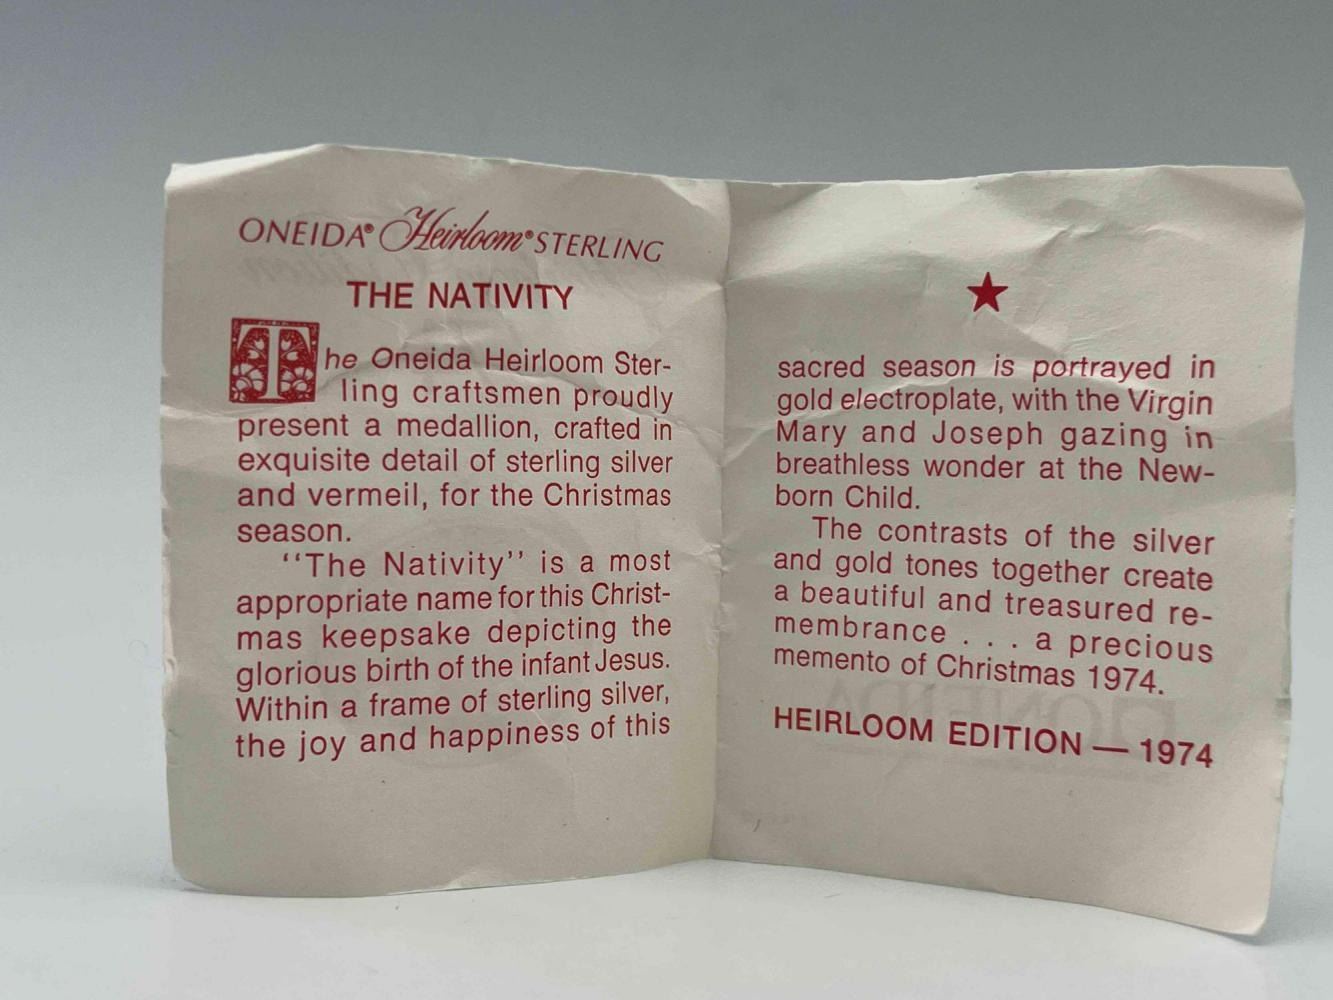 ONEIDA® Heirloom® STERLING
THE NATIVITY
The Oneida Heirloom Ster-
ling craftsmen proudly
present a medallion, crafted in
exquisite detail of sterling silver
and vermeil, for the Christmas
season.
‘‘The Nativity’’ is a most
appropriate name for this Christ-
mas keepsake depicting the
glorious birth of the infant Jesus.
Within a frame of sterling silver,
the joy and happiness of this
sacred season is portrayed in
gold electroplate, with the Virgin
Mary and Joseph gazing in
breathless wonder at the New-
born Child.
The contrasts of the silver
and gold tones together create
a beautiful and treasured re-
membrance . . . a precious
memento of Christmas 1974.
HEIRLOOM EDITION — 1974
ONEIDA